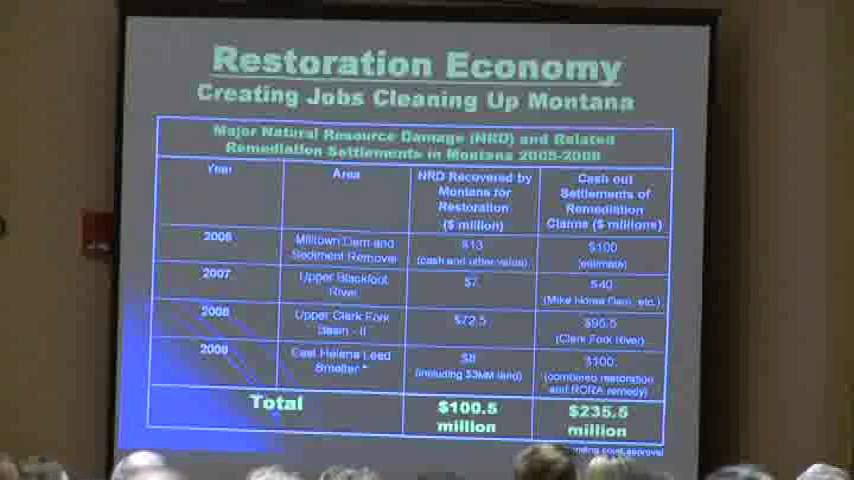 Restoration Economy
Creating Jobs Cleaning Up Montana
Major Natural Resource Damage (NRD) and Related
Remediation Settlements in Montana 2005-2008
Year
Area
NRD Recovered by
Montana for
Restoration
($ million)
Cash out
Settlements of
Remediation
Claims ($ millions)
2005
Milltown Dam and
Sediment Removal
$13
(cash and other value)
$100
(estimate)
2007
Upper Blackfoot
River
$7
$40
(Mike Horse Dam, etc.)
2008
Upper Clark Fork
Basin - II
$72.5
$95.5
(Clark Fork River)
2008
East Helena Lead
Smelter *
$8
(including $3MM land)
$100
(combined restoration
and RCRA remedy)
Total
$100.5
million
$235.5
million
court approval